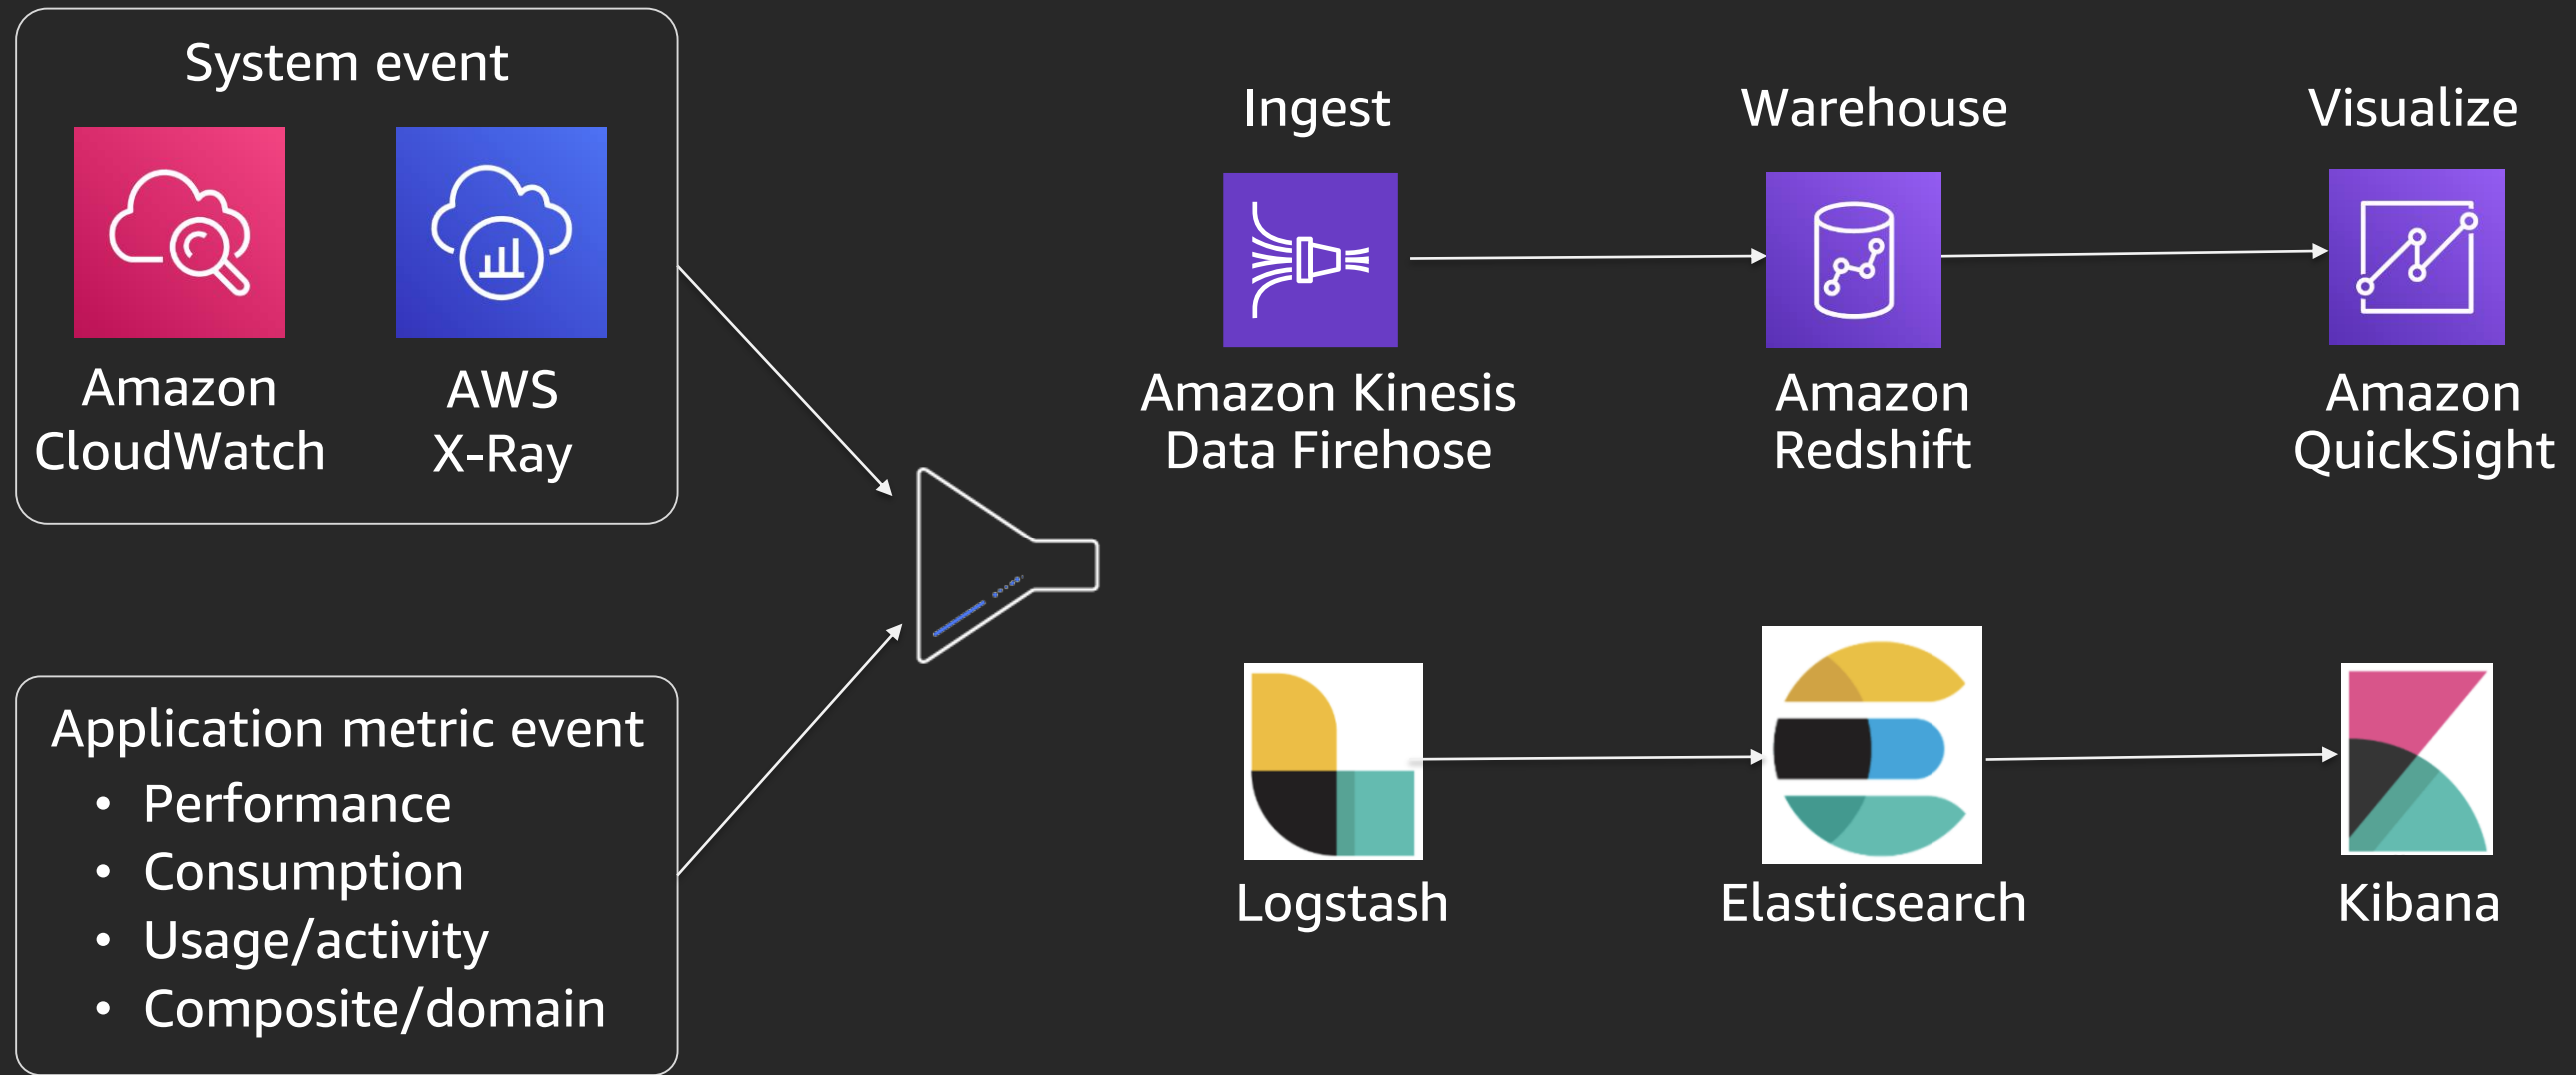 System event
Amazon
CloudWatch
AWS
X-Ray
Application metric event
• Performance
• Consumption
• Usage/activity
• Composite/domain
Ingest
Warehouse
Visualize
Amazon Kinesis
Data Firehose
Amazon
Redshift
Amazon
QuickSight
Logstash
Elasticsearch
Kibana